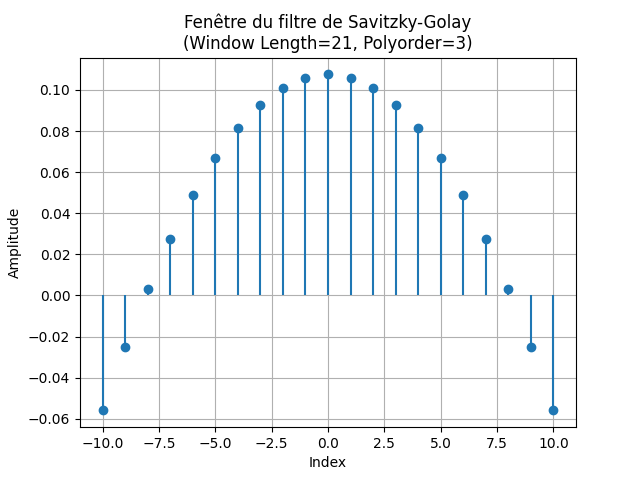 Fenêtre du filtre de Savitzky-Golay
(Window Length=21, Polyorder=3)
0.10
0.08
0.06
0.04
0.02
0.00
−0.02
−0.04
−0.06
Amplitude
−10.0 −7.5 −5.0 −2.5 0.0 2.5 5.0 7.5 10.0
Index